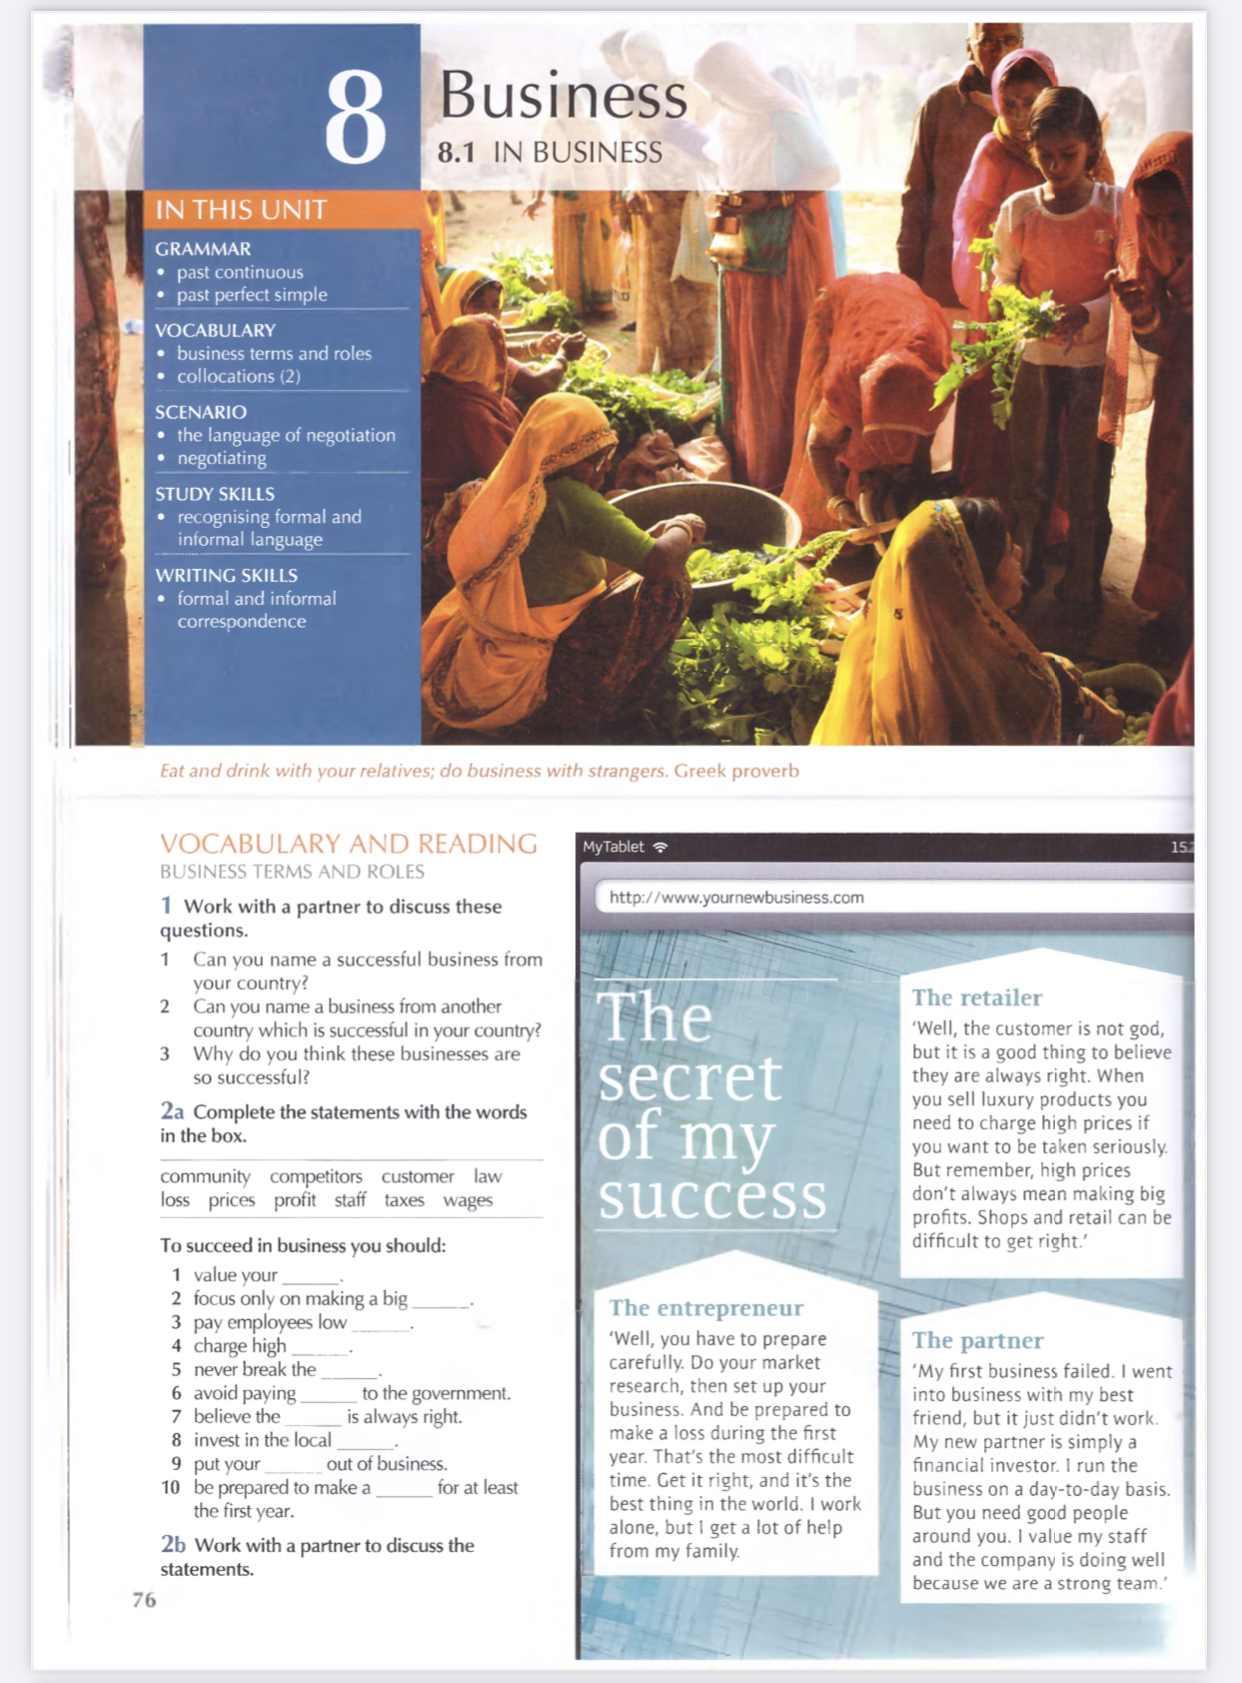 8
Business
8.1 IN BUSINESS
IN THIS UNIT
GRAMMAR
• past continuous
• past perfect simple
VOCABULARY
• business terms and roles
• collocations (2)
SCENARIO
• the language of negotiation
• negotiating
STUDY SKILLS
• recognising formal and
informal language
WRITING SKILLS
• formal and informal
correspondence
Eat and drink with your relatives; do business with strangers. Greek proverb
VOCABULARY AND READING
BUSINESS TERMS AND ROLES
1 Work with a partner to discuss these
questions.
1 Can you name a successful business from
your country?
2 Can you name a business from another
country which is successful in your country?
3 Why do you think these businesses are
so successful?
2a Complete the statements with the words
in the box.
community competitors customer law
loss prices profit staff taxes wages
To succeed in business you should:
1 value your ______.
2 focus only on making a big ______.
3 pay employees low ______.
4 charge high ______.
5 never break the ______.
6 avoid paying ______ to the government.
7 believe the ______ is always right.
8 invest in the local ______.
9 put your ______ out of business.
10 be prepared to make a ______ for at least
the first year.
2b Work with a partner to discuss the
statements.
76
MyTablet
15:2
http://www.yournewbusiness.com
The
secret
of my
success
The entrepreneur
'Well, you have to prepare
carefully. Do your market
research, then set up your
business. And be prepared to
make a loss during the first
year. That's the most difficult
time. Get it right, and it's the
best thing in the world. I work
alone, but I get a lot of help
from my family.
The retailer
'Well, the customer is not god,
but it is a good thing to believe
they are always right. When
you sell luxury products you
need to charge high prices if
you want to be taken seriously.
But remember, high prices
don't always mean making big
profits. Shops and retail can be
difficult to get right.'
The partner
'My first business failed. I went
into business with my best
friend, but it just didn't work.
My new partner is simply a
financial investor. I run the
business on a day-to-day basis.
But you need good people
around you. I value my staff
and the company is doing well
because we are a strong team.'